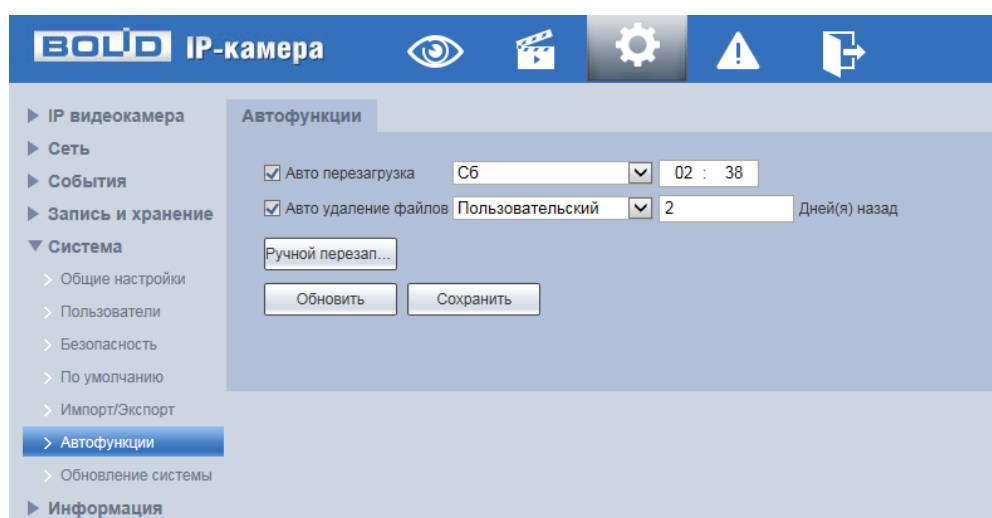 BOLID IP-камера
IP видеокамера
Сеть
События
Запись и хранение
Система
Общие настройки
Пользователи
Безопасность
По умолчанию
Импорт/Экспорт
Автофункции
Обновление системы
Информация
Автофункции
Авто перезагрузка Сб 02 : 38
Авто удаление файлов Пользовательский 2 Дней(я) назад
Ручной перезап...
Обновить Сохранить